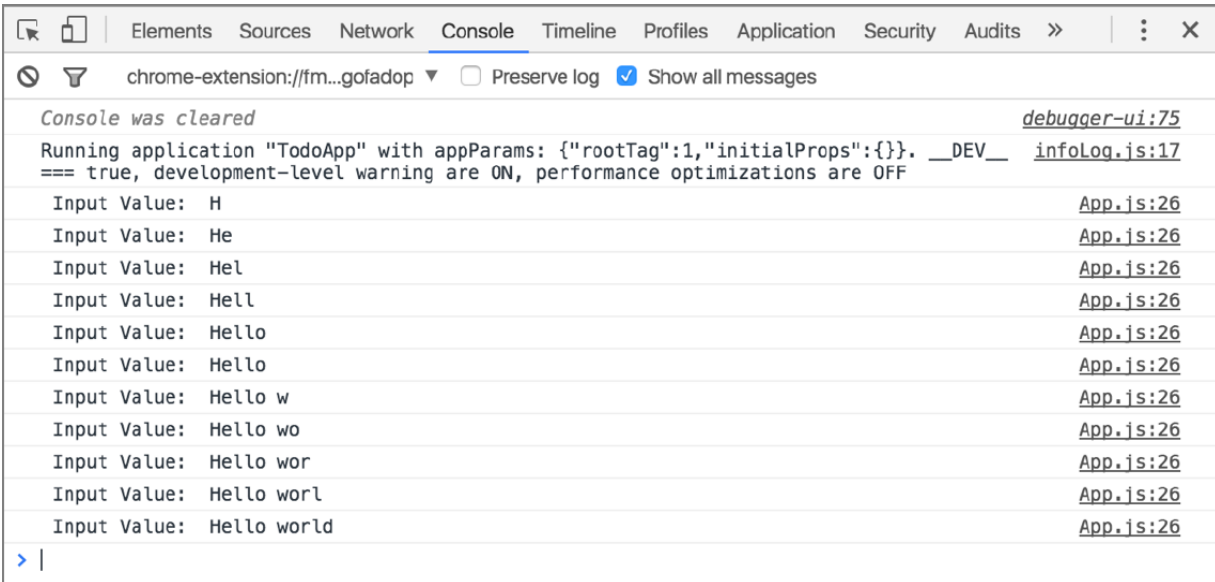 Elements Sources Network Console Timeline Profiles Application Security Audits »
chrome-extension://fm...gofadop ▼ Preserve log Show all messages
Console was cleared debugger-ui:75
Running application "TodoApp" with appParams: {"rootTag":1,"initialProps":{}}. __DEV__ infoLog.js:17
=== true, development-level warning are ON, performance optimizations are OFF
Input Value: H App.js:26
Input Value: He App.js:26
Input Value: Hel App.js:26
Input Value: Hell App.js:26
Input Value: Hello App.js:26
Input Value: Hello App.js:26
Input Value: Hello w App.js:26
Input Value: Hello wo App.js:26
Input Value: Hello wor App.js:26
Input Value: Hello worl App.js:26
Input Value: Hello world App.js:26
>